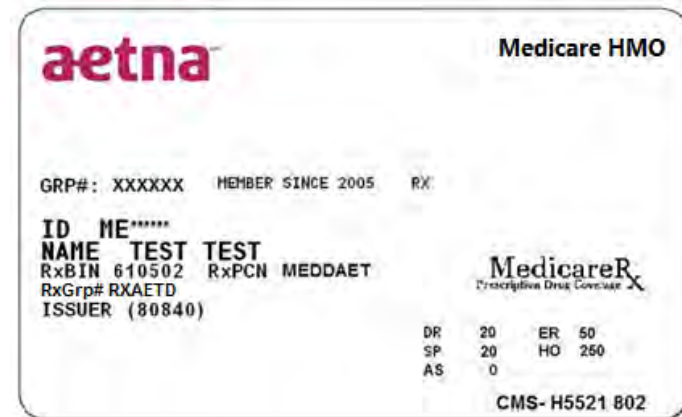 aetna
Medicare HMO
GRP#: XXXXXX MEMBER SINCE 2005 RX
ID ME******
NAME TEST TEST
RxBIN 610502 RxPCN MEDDAET
RxGrp# RXAETD
ISSUER (80840)
MedicareRx
Prescription Drug Coverage
DR 20 ER 50
SP 20 HO 250
AS 0
CMS- H5521 802